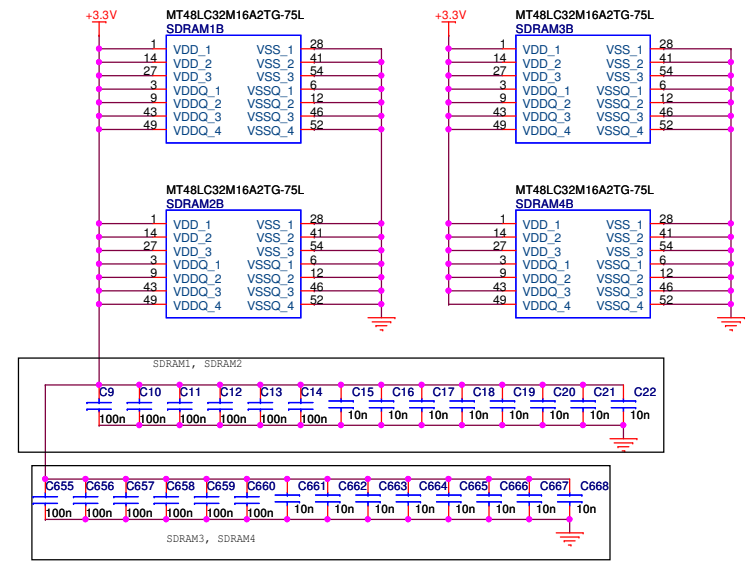 +3.3V
MT48LC32M16A2TG-75L
SDRAM1B
1 VDD_1 VSS_1 28
14 VDD_2 VSS_2 41
27 VDD_3 VSS_3 54
3 VDDQ_1 VSSQ_1 6
9 VDDQ_2 VSSQ_2 12
43 VDDQ_3 VSSQ_3 46
49 VDDQ_4 VSSQ_4 52
+3.3V
MT48LC32M16A2TG-75L
SDRAM3B
1 VDD_1 VSS_1 28
14 VDD_2 VSS_2 41
27 VDD_3 VSS_3 54
3 VDDQ_1 VSSQ_1 6
9 VDDQ_2 VSSQ_2 12
43 VDDQ_3 VSSQ_3 46
49 VDDQ_4 VSSQ_4 52
MT48LC32M16A2TG-75L
SDRAM2B
1 VDD_1 VSS_1 28
14 VDD_2 VSS_2 41
27 VDD_3 VSS_3 54
3 VDDQ_1 VSSQ_1 6
9 VDDQ_2 VSSQ_2 12
43 VDDQ_3 VSSQ_3 46
49 VDDQ_4 VSSQ_4 52
MT48LC32M16A2TG-75L
SDRAM4B
1 VDD_1 VSS_1 28
14 VDD_2 VSS_2 41
27 VDD_3 VSS_3 54
3 VDDQ_1 VSSQ_1 6
9 VDDQ_2 VSSQ_2 12
43 VDDQ_3 VSSQ_3 46
49 VDDQ_4 VSSQ_4 52
SDRAM1, SDRAM2
C9 C10 C11 C12 C13 C14 C15 C16 C17 C18 C19 C20 C21 C22
100n 100n 100n 100n 100n 100n 10n 10n 10n 10n 10n 10n 10n 10n
C655 C656 C657 C658 C659 C660 C661 C662 C663 C664 C665 C666 C667 C668
100n 100n 100n 100n 100n 100n 10n 10n 10n 10n 10n 10n 10n 10n
SDRAM3, SDRAM4